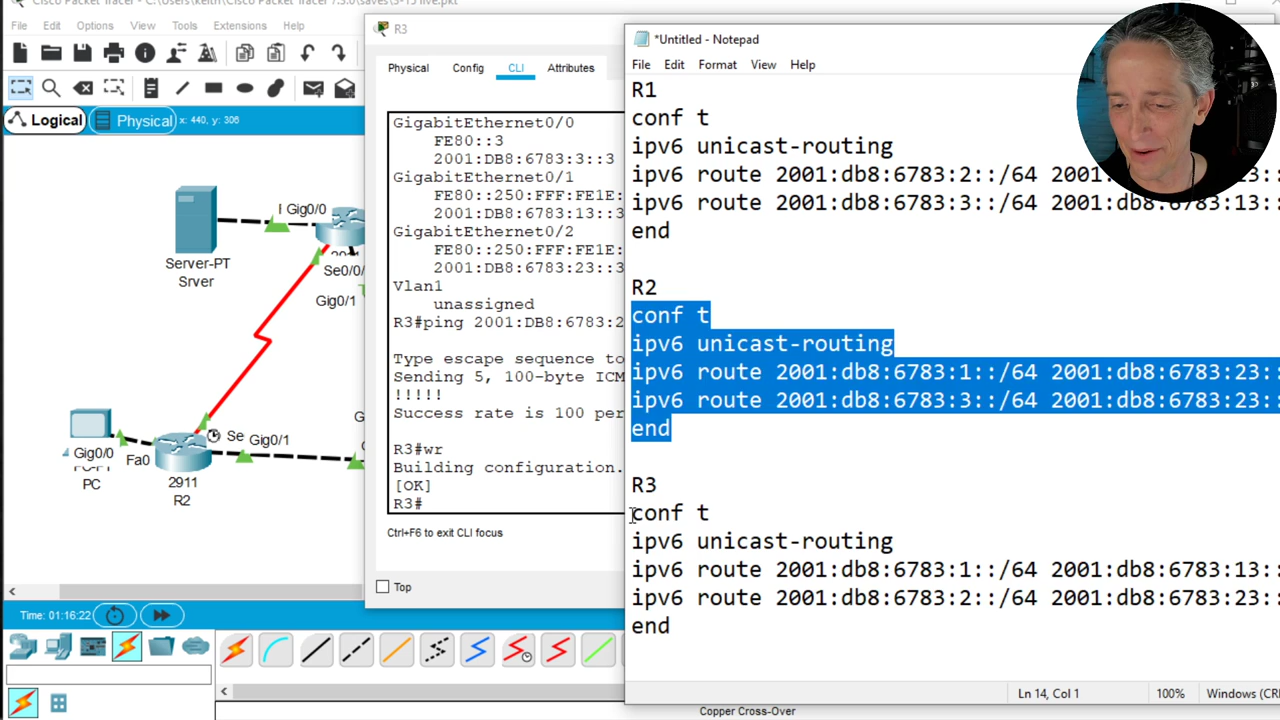 Cisco Packet Tracer - C:\Users\keith\Cisco Packet Tracer 7.3.0\saves\3-15 live.pkt
File Edit Options View Tools Extensions Help
Logical Physical x: 440, y: 306
Gig0/0
Server-PT
Srver
Se0/0/
Gig0/1
Gig0/0
Fa0
PC
Se
Gig0/1
2911
R2
Time: 01:16:22
Copper Cross-Over
R3
Physical Config CLI Attributes
GigabitEthernet0/0
FE80::3
2001:DB8:6783:3::3
GigabitEthernet0/1
FE80::250:FFF:FE1E:
2001:DB8:6783:13::3
GigabitEthernet0/2
FE80::250:FFF:FE1E:
2001:DB8:6783:23::3
Vlan1
unassigned
R3#ping 2001:DB8:6783:2
Type escape sequence to
Sending 5, 100-byte ICM
!!!!!
Success rate is 100 per
R3#wr
Building configuration.
[OK]
R3#
Ctrl+F6 to exit CLI focus
Top
*Untitled - Notepad
File Edit Format View Help
R1
conf t
ipv6 unicast-routing
ipv6 route 2001:db8:6783:2::/64 2001:db8:6783:13::
ipv6 route 2001:db8:6783:3::/64 2001:db8:6783:13::
end
R2
conf t
ipv6 unicast-routing
ipv6 route 2001:db8:6783:1::/64 2001:db8:6783:23::
ipv6 route 2001:db8:6783:3::/64 2001:db8:6783:23::
end
R3
conf t
ipv6 unicast-routing
ipv6 route 2001:db8:6783:1::/64 2001:db8:6783:13::
ipv6 route 2001:db8:6783:2::/64 2001:db8:6783:23::
end
Ln 14, Col 1 100% Windows (CRI